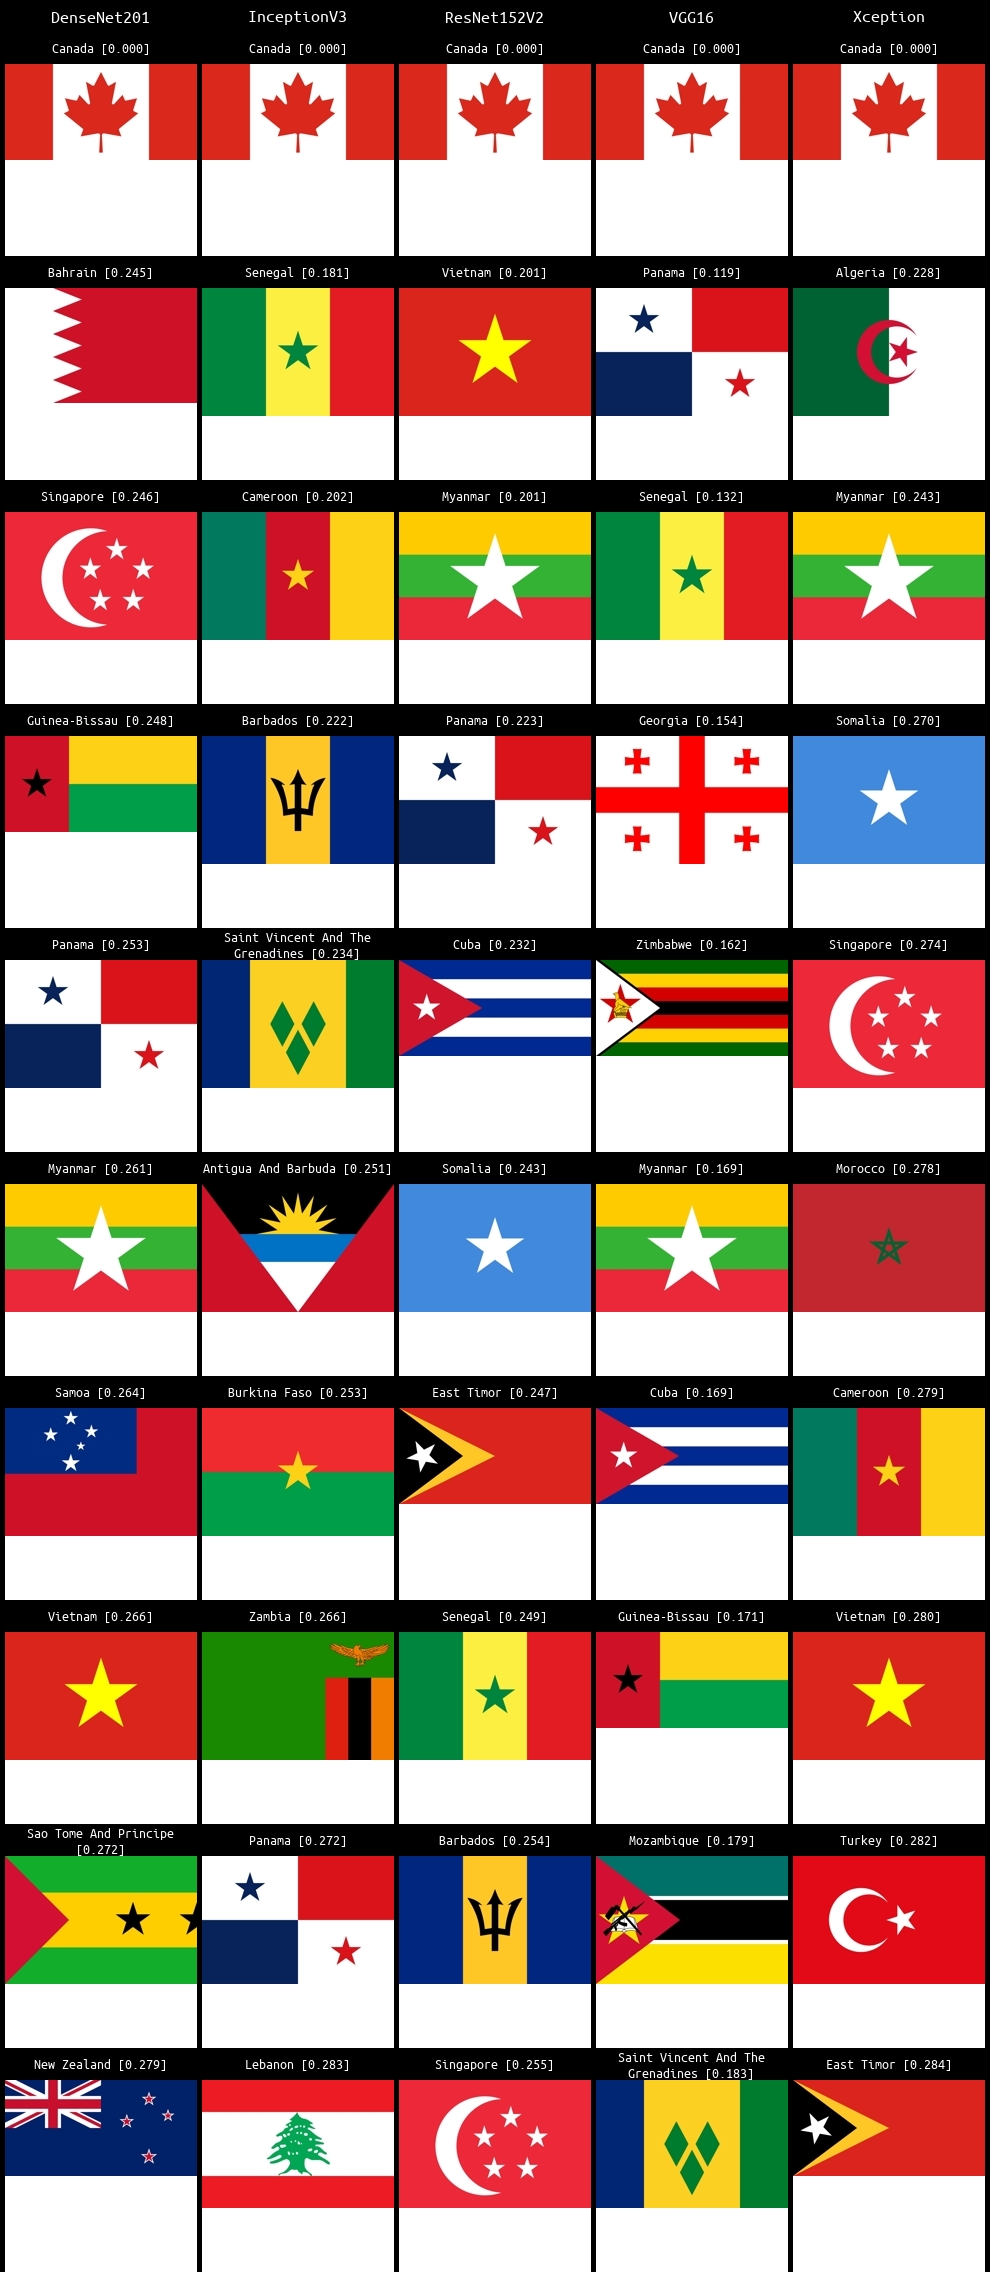 DenseNet201 InceptionV3 ResNet152V2 VGG16 Xception
Canada [0.000] Canada [0.000] Canada [0.000] Canada [0.000] Canada [0.000]
Bahrain [0.245] Senegal [0.181] Vietnam [0.201] Panama [0.119] Algeria [0.228]
Singapore [0.246] Cameroon [0.202] Myanmar [0.201] Senegal [0.132] Myanmar [0.243]
Guinea-Bissau [0.248] Barbados [0.222] Panama [0.223] Georgia [0.154] Somalia [0.270]
Panama [0.253] Saint Vincent And The
Grenadines [0.234] Cuba [0.232] Zimbabwe [0.162] Singapore [0.274]
Myanmar [0.261] Antigua And Barbuda [0.251] Somalia [0.243] Myanmar [0.169] Morocco [0.278]
Samoa [0.264] Burkina Faso [0.253] East Timor [0.247] Cuba [0.169] Cameroon [0.279]
Vietnam [0.266] Zambia [0.266] Senegal [0.249] Guinea-Bissau [0.171] Vietnam [0.280]
Sao Tome And Principe
[0.272] Panama [0.272] Barbados [0.254] Mozambique [0.179] Turkey [0.282]
New Zealand [0.279] Lebanon [0.283] Singapore [0.255] Saint Vincent And The
Grenadines [0.183] East Timor [0.284]